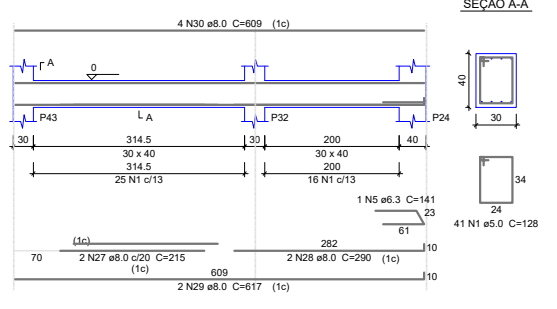 SEÇÃO A-A
4 N30 ø8.0 C=609 (1c)
A
0
40
30
P43
A
P32
P24
30
314.5
30
200
40
30 x 40
30 x 40
314.5
200
25 N1 c/13
16 N1 c/13
34
24
41 N1 ø5.0 C=128
1 N5 ø6.3 C=141
23
61
(1c)
282
10
70
2 N27 ø8.0 c/20 C=215
2 N28 ø8.0 C=290 (1c)
(1c)
609
10
2 N29 ø8.0 C=617 (1c)